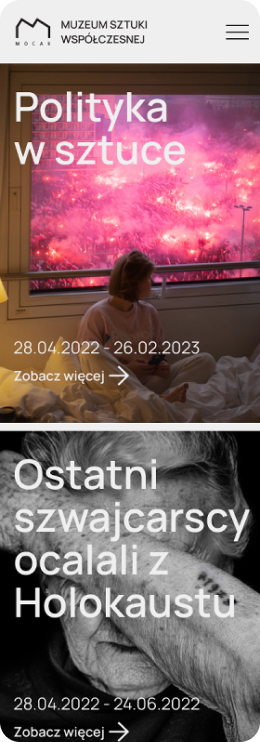 MOCAK
MUZEUM SZTUKI
WSPÓŁCZESNEJ
Polityka
w sztuce
28.04.2022 - 26.02.2023
Zobacz więcej
Ostatni
szwajcarscy
ocalali z
Holokaustu
28.04.2022 - 24.06.2022
Zobacz więcej